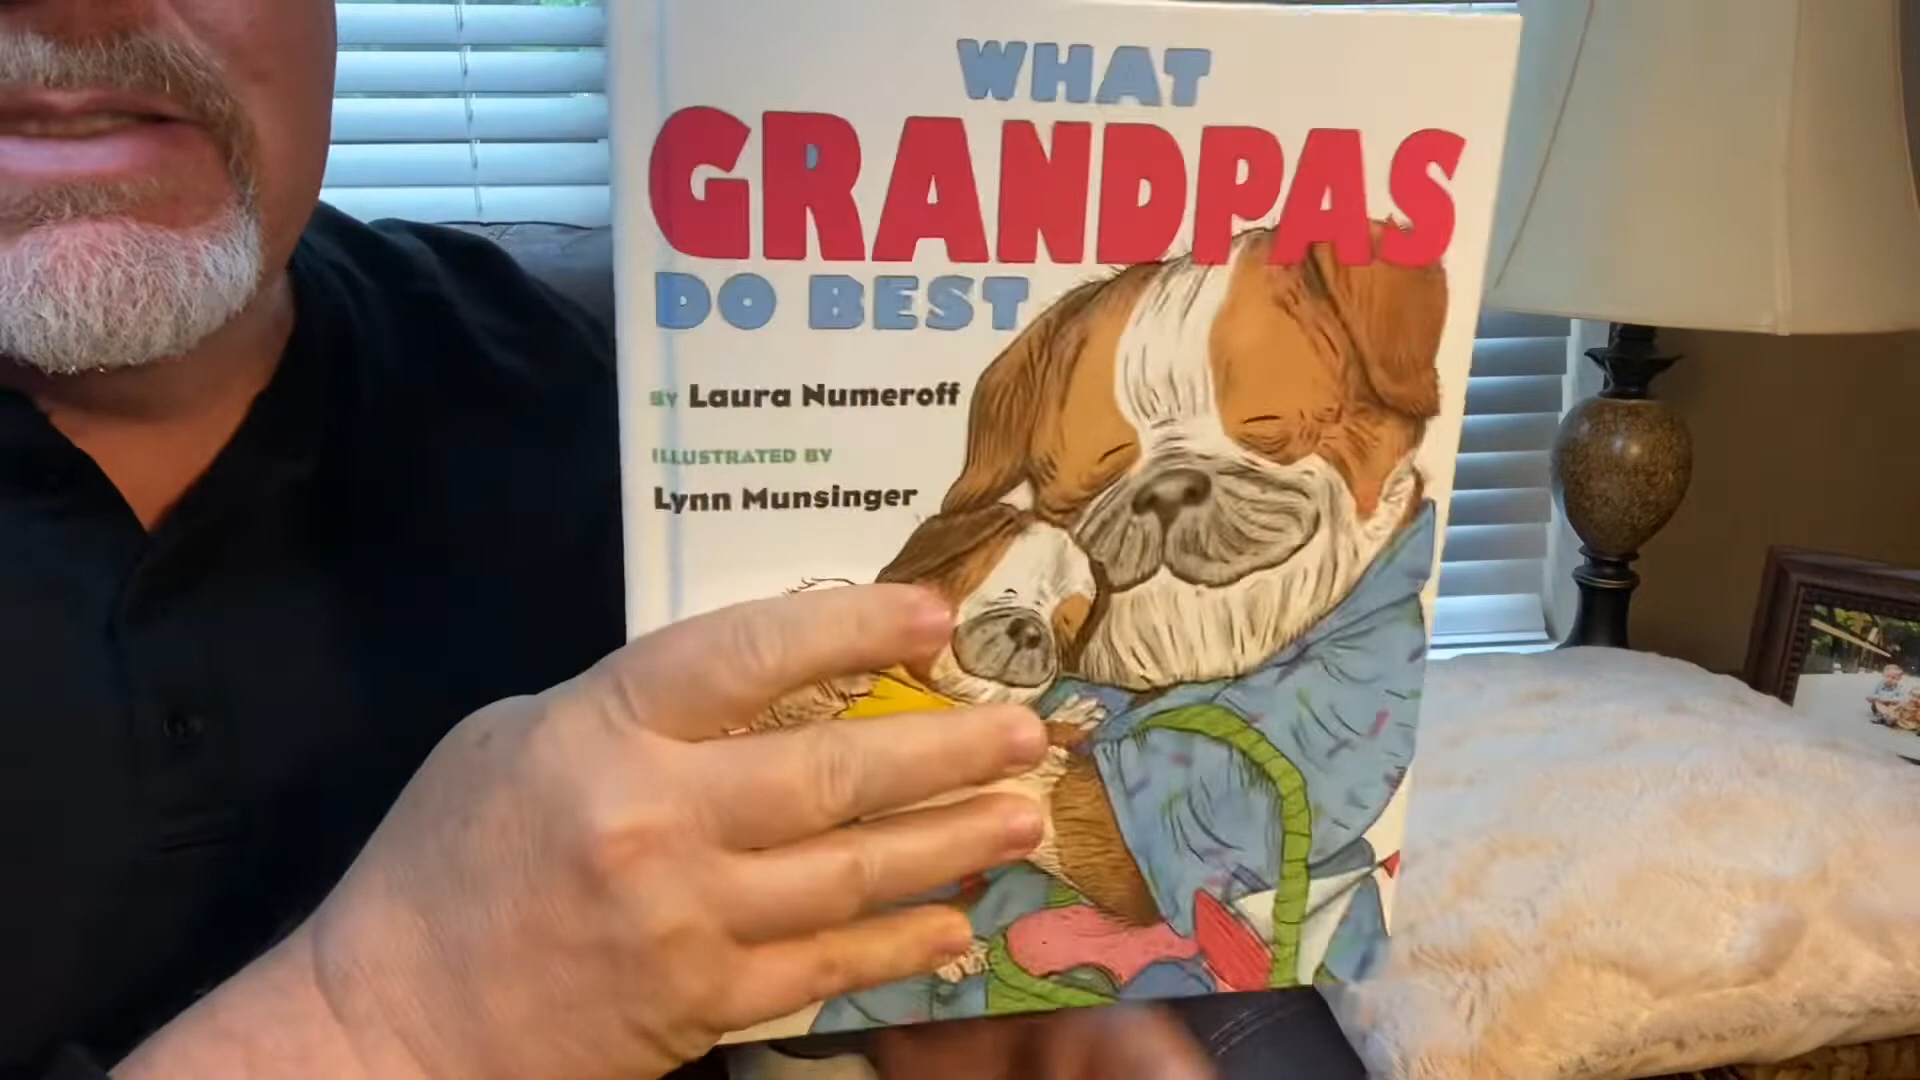 WHAT
GRANDPAS
DO BEST
BY Laura Numeroff
ILLUSTRATED BY
Lynn Munsinger